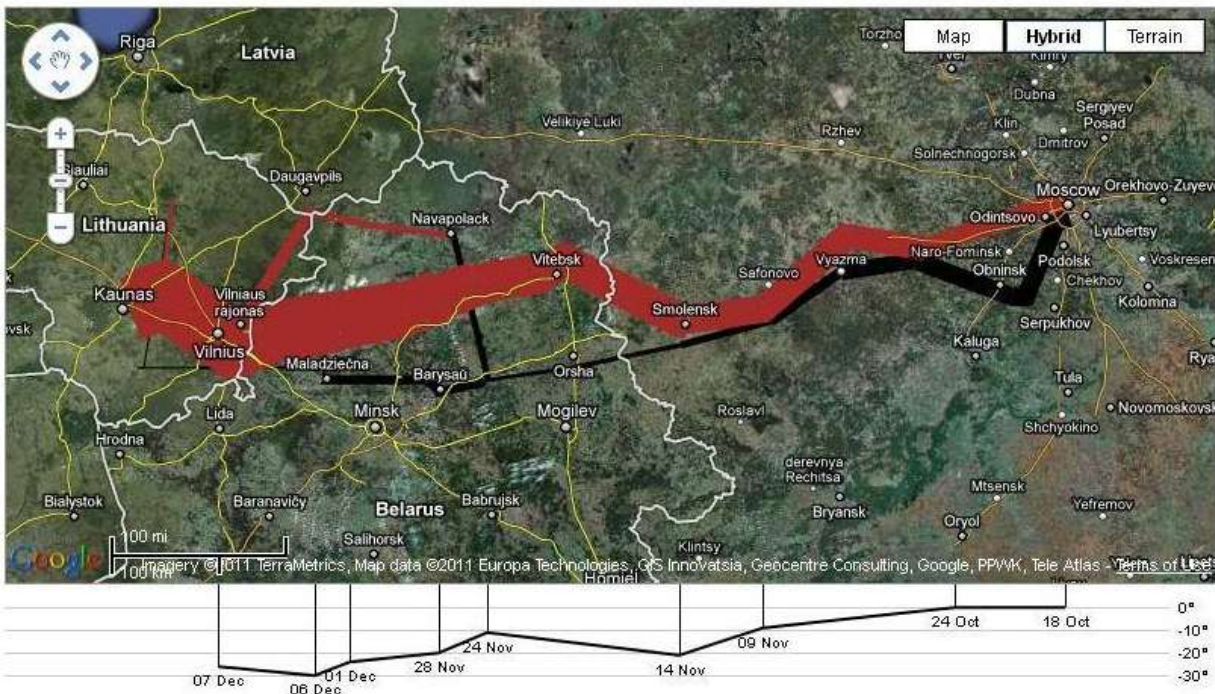 Riga
Latvia
Torzho
Map
Hybrid
Terrain
Tver
Kimry
Dubna
Sergiyev
Posad
Velikiye Luki
Rzhev
Klin
Dmitrov
Solnechnogorsk
Siauliai
Daugavpils
Moscow
Orekhovo-Zuyevo
Lithuania
Navapolack
Odintsovo
Lyubertsy
Vitebsk
Safonovo
Vyazma
Naro-Fominsk
Podolsk
Voskresen
Obninsk
Chekhov
Kolomna
Kaunas
Vilniaus
rajonas
Smolensk
Serpukhov
ovsk
Vilnius
Kaluga
Rya
Maladziečna
Barysaŭ
Orsha
Tula
Lida
Minsk
Mogilev
Roslavl
Novomoskovsk
Shchyokino
Hrodna
derevnya
Rechitsa
Mtsensk
Białystok
Baranavičy
Belarus
Babrujsk
Bryansk
Yefremov
Oryol
Salihorsk
Klintsy
Google
100 mi
100 km
Imagery ©2011 TerraMetrics, Map data ©2011 Europa Technologies, GIS Innovatsia, Geocentre Consulting, Google, PPWK, Tele Atlas - Terms of Use
Homiel
0°
24 Oct
18 Oct
-10°
09 Nov
24 Nov
-20°
28 Nov
14 Nov
01 Dec
-30°
07 Dec
06 Dec